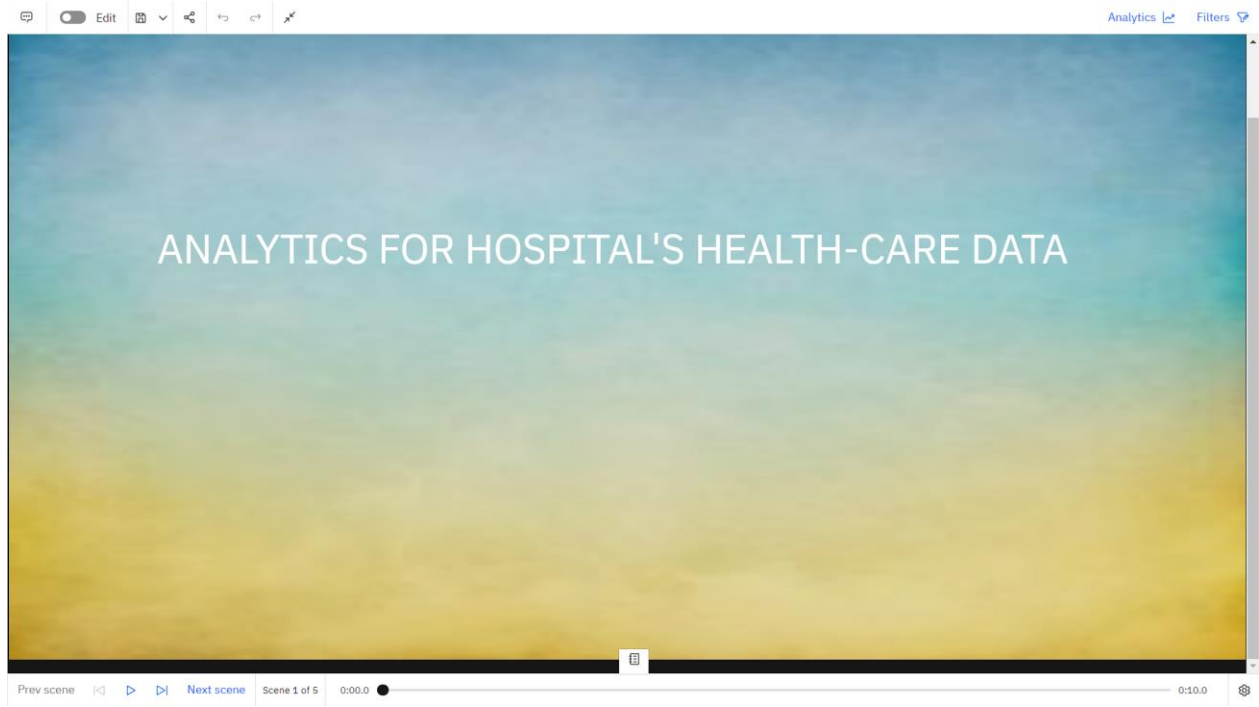 Edit
Analytics
Filters
ANALYTICS FOR HOSPITAL'S HEALTH-CARE DATA
Prev scene
Next scene
Scene 1 of 5
0:00.0
0:10.0